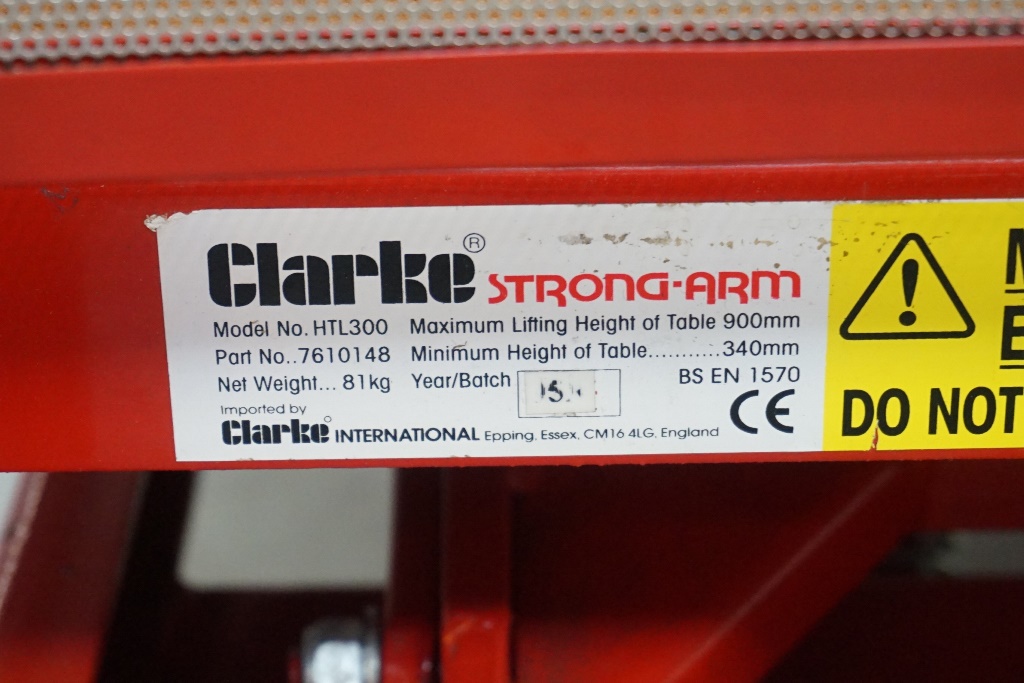 Clarke® STRONG-ARM
Model No. HTL300 Maximum Lifting Height of Table 900mm
Part No..7610148 Minimum Height of Table...........340mm
Net Weight... 81kg Year/Batch BS EN 1570
Imported by CE
Clarke INTERNATIONAL Epping, Essex, CM16 4LG, England
!
DO NOT